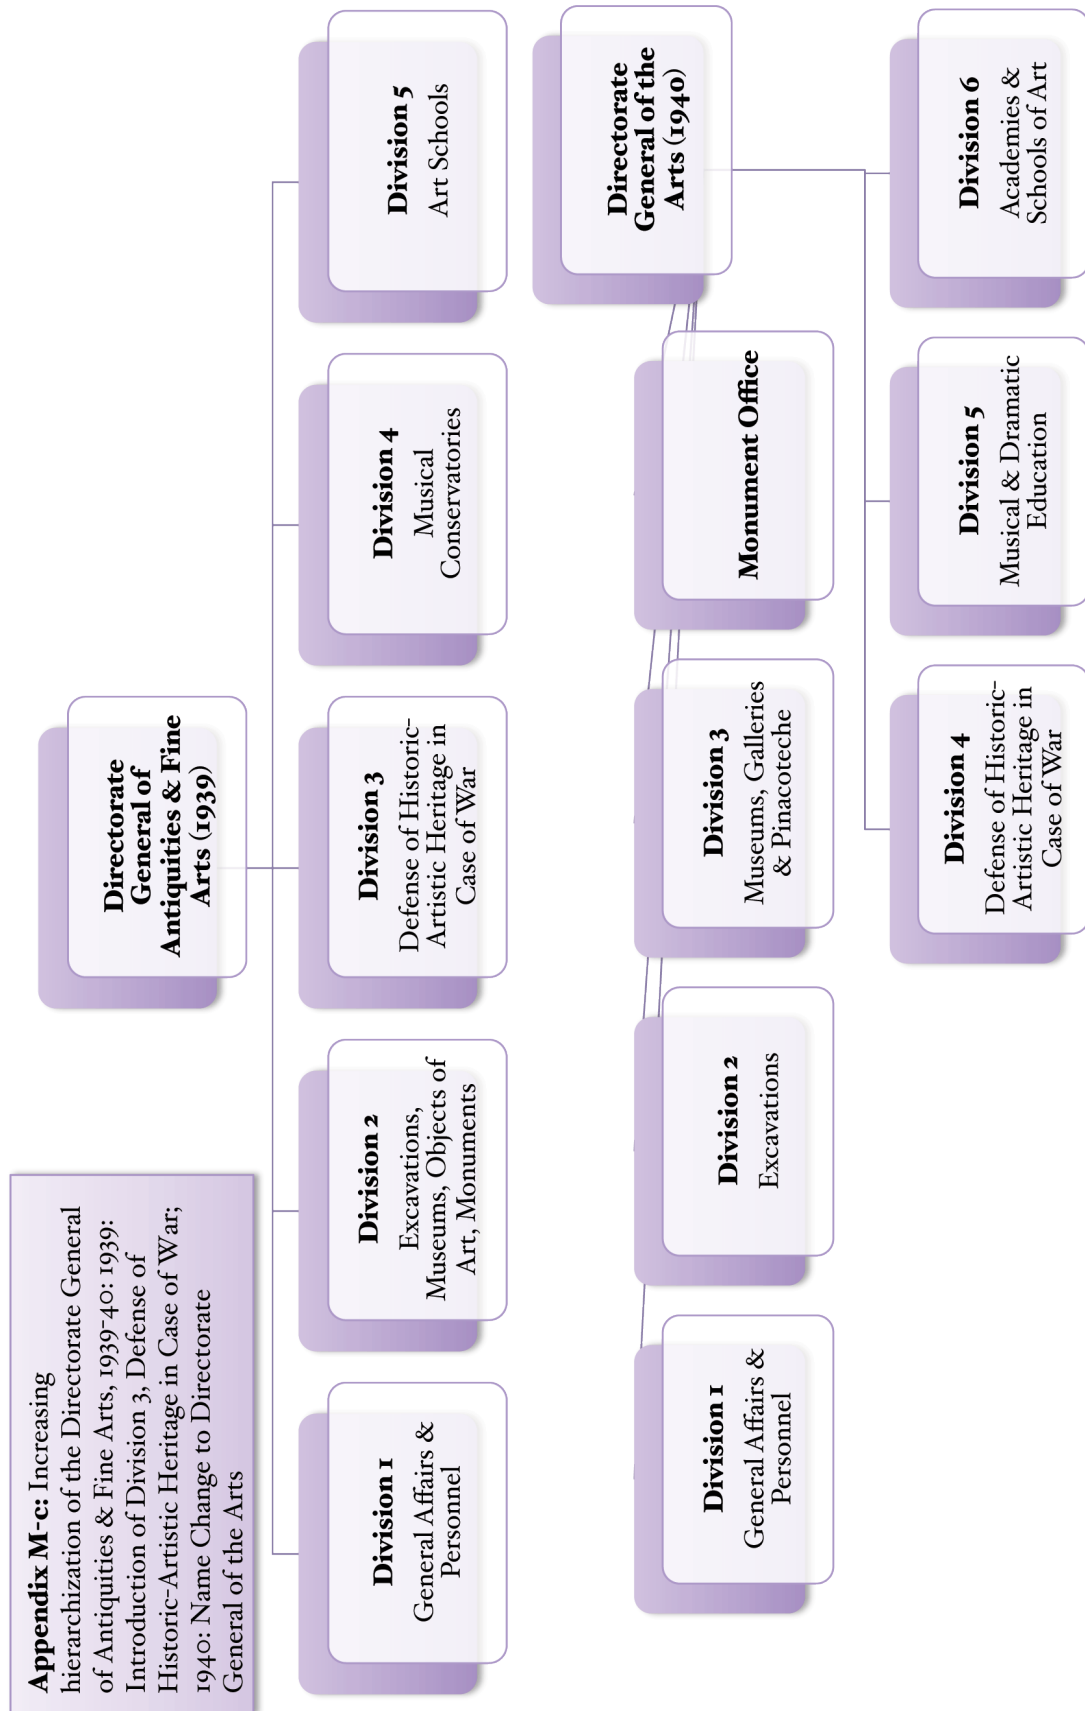 Appendix M-c: Increasing
hierarchization of the Directorate General
of Antiquities & Fine Arts, 1939-40: 1939:
Introduction of Division 3, Defense of
Historic-Artistic Heritage in Case of War;
1940: Name Change to Directorate
General of the Arts
Directorate
General of
Antiquities & Fine
Arts (1939)
Division 1
General Affairs &
Personnel
Division 2
Excavations,
Museums, Objects of
Art, Monuments
Division 3
Defense of Historic-
Artistic Heritage in
Case of War
Division 4
Musical
Conservatories
Division 5
Art Schools
Directorate
General of the
Arts (1940)
Division 1
General Affairs &
Personnel
Division 2
Excavations
Division 3
Museums, Galleries
& Pinacoteche
Monument Office
Division 4
Defense of Historic-
Artistic Heritage in
Case of War
Division 5
Musical & Dramatic
Education
Division 6
Academies &
Schools of Art